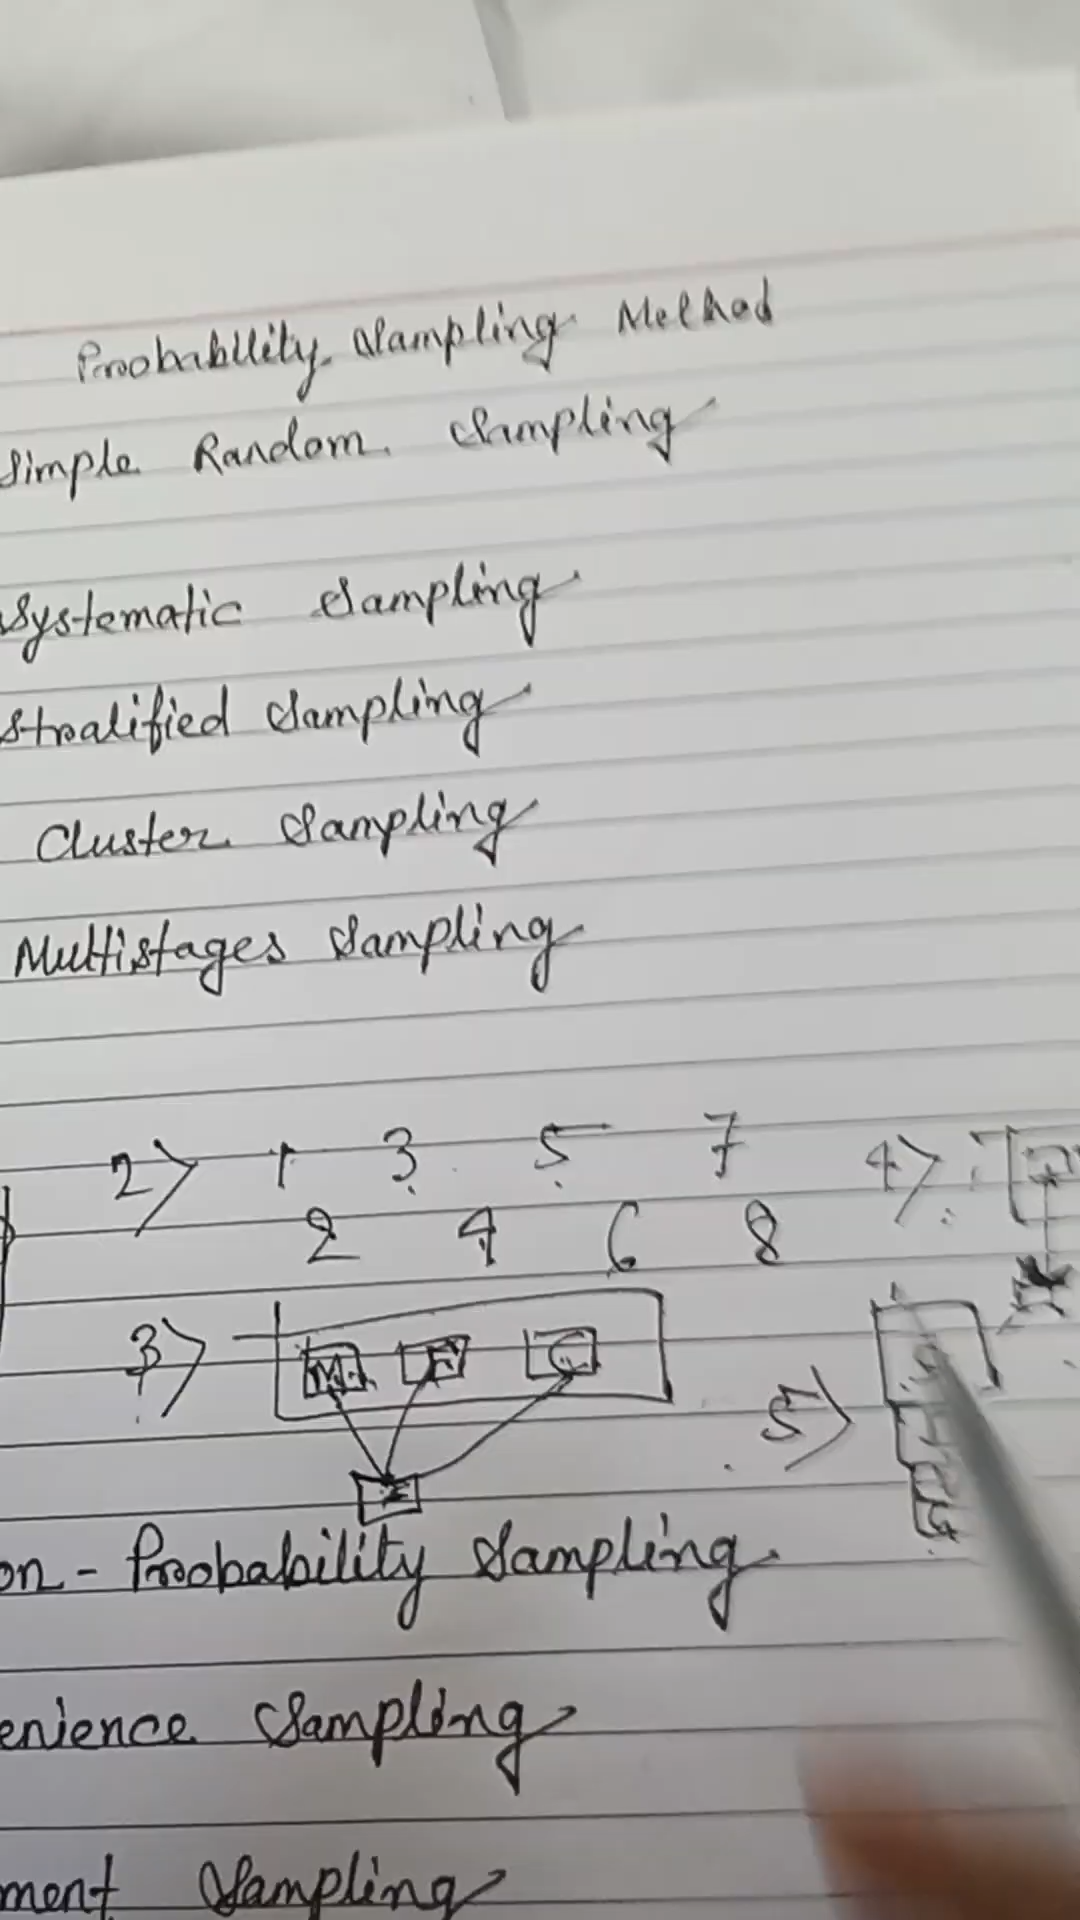 Probability Sampling Method
Simple Random Sampling
Systematic Sampling
Stratified Sampling
Cluster Sampling
Multistages Sampling
2) 1 3 5 7
2 4 6 8
4)
3) M F C
5)
on - Probability Sampling
enience Sampling
ment Sampling